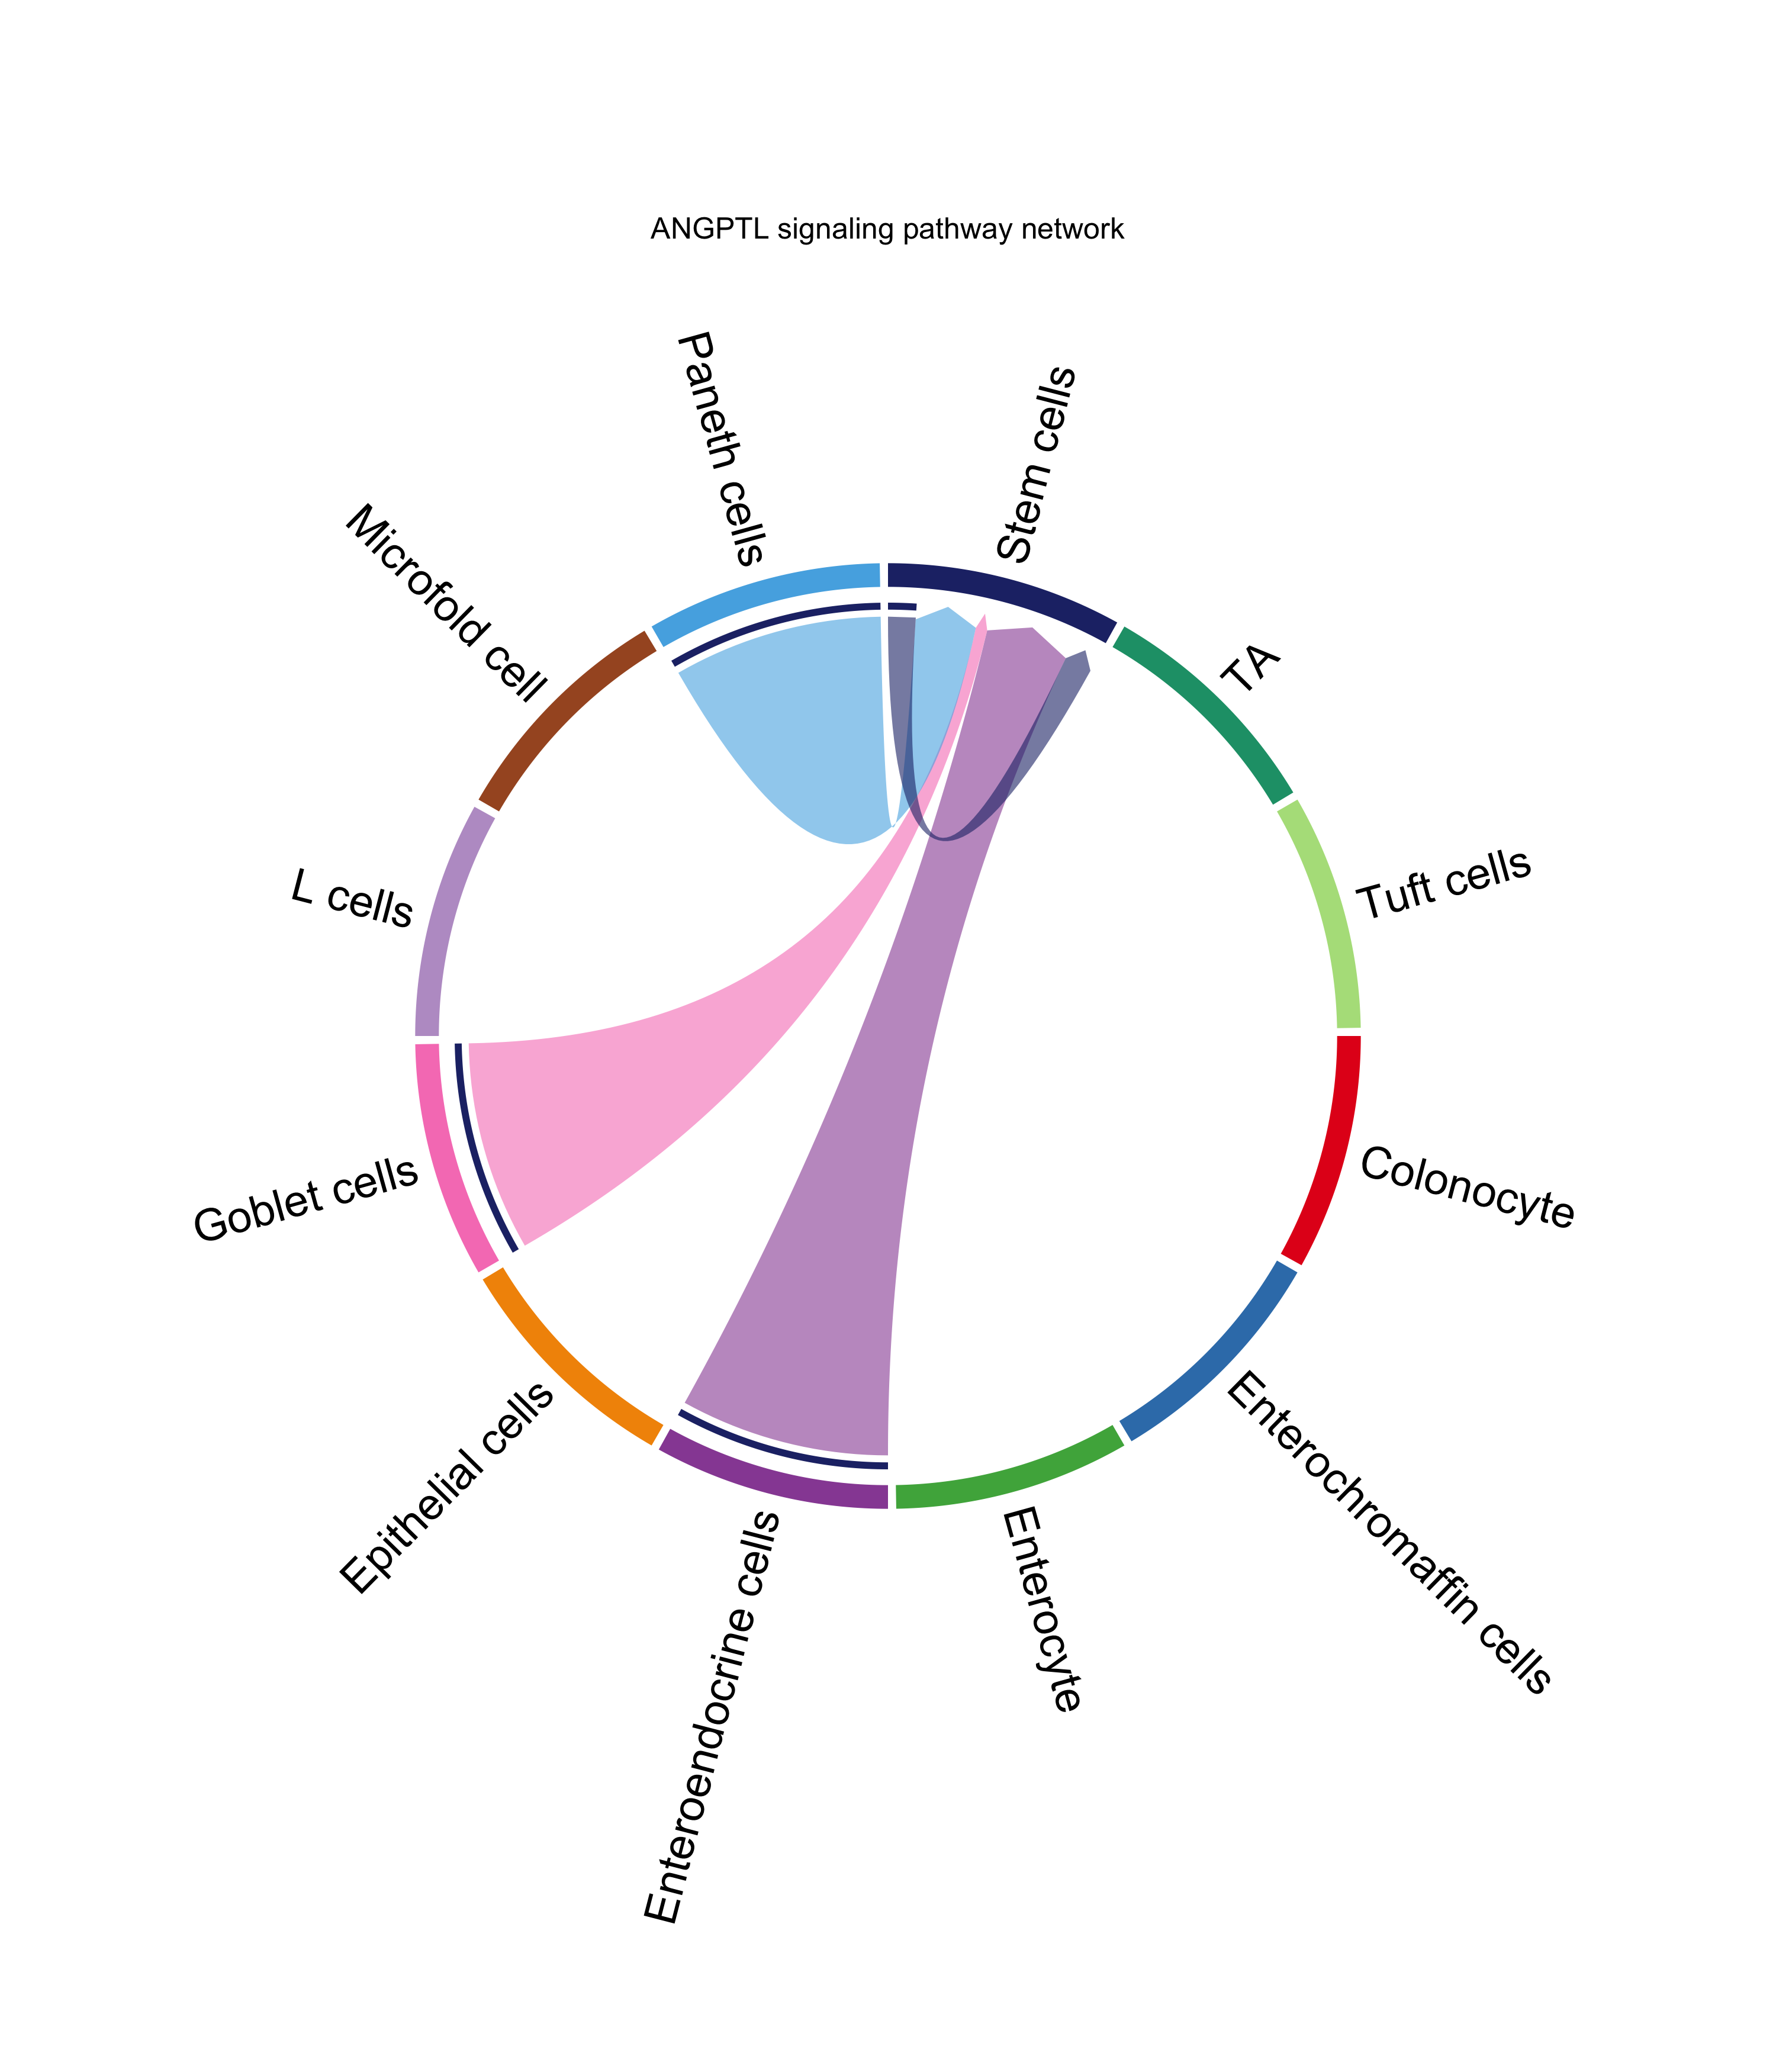 ANGPTL signaling pathway network
Paneth cells
Stem cells
Microfold cell
TA
L cells
Tuft cells
Goblet cells
Colonocyte
Epithelial cells
Enterochromaffin cells
Enteroendocrine cells
Enterocyte